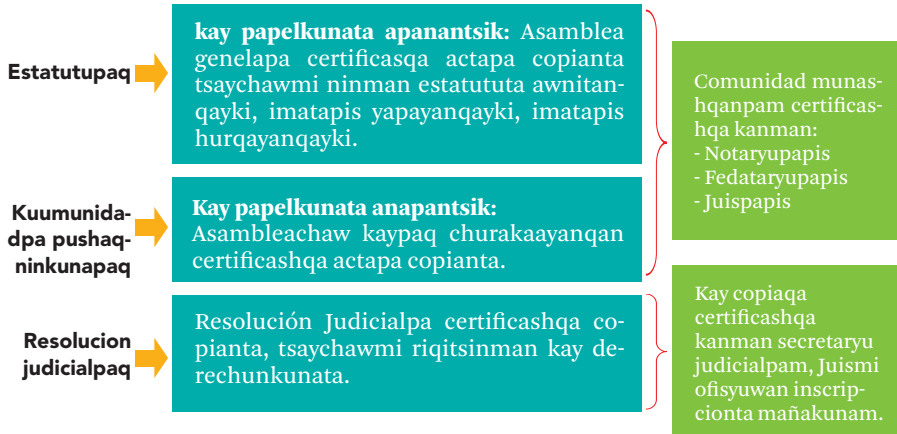 Estatutupaq
kay papelkunata apanantsik: Asamblea
genelapa certificasqa actapa copianta
tsaychawmi ninman estatututa awnitan-
qayki, imatapis yapayanqayki, imatapis
hurqayanqayki.
Kuumunida-
dpa pushaq-
ninkunapaq
Kay papelkunata anapantsik:
Asambleachaw kaypaq churakaayanqan
certificashqa actapa copianta.
Comunidad munas-
hqanpam certificas-
hqa kanman:
- Notaryupapis
- Fedataryupapis
- Juispapis
Resolucion
judicialpaq
Resolución Judicialpa certificashqa co-
pianta, tsaychawmi riqitsinman kay de-
rechunkunata.
Kay copiaqa
certificashqa
kanman secretaryu
judicialpam, Juismi
ofisyuwan inscrip-
cionta mañakunam.